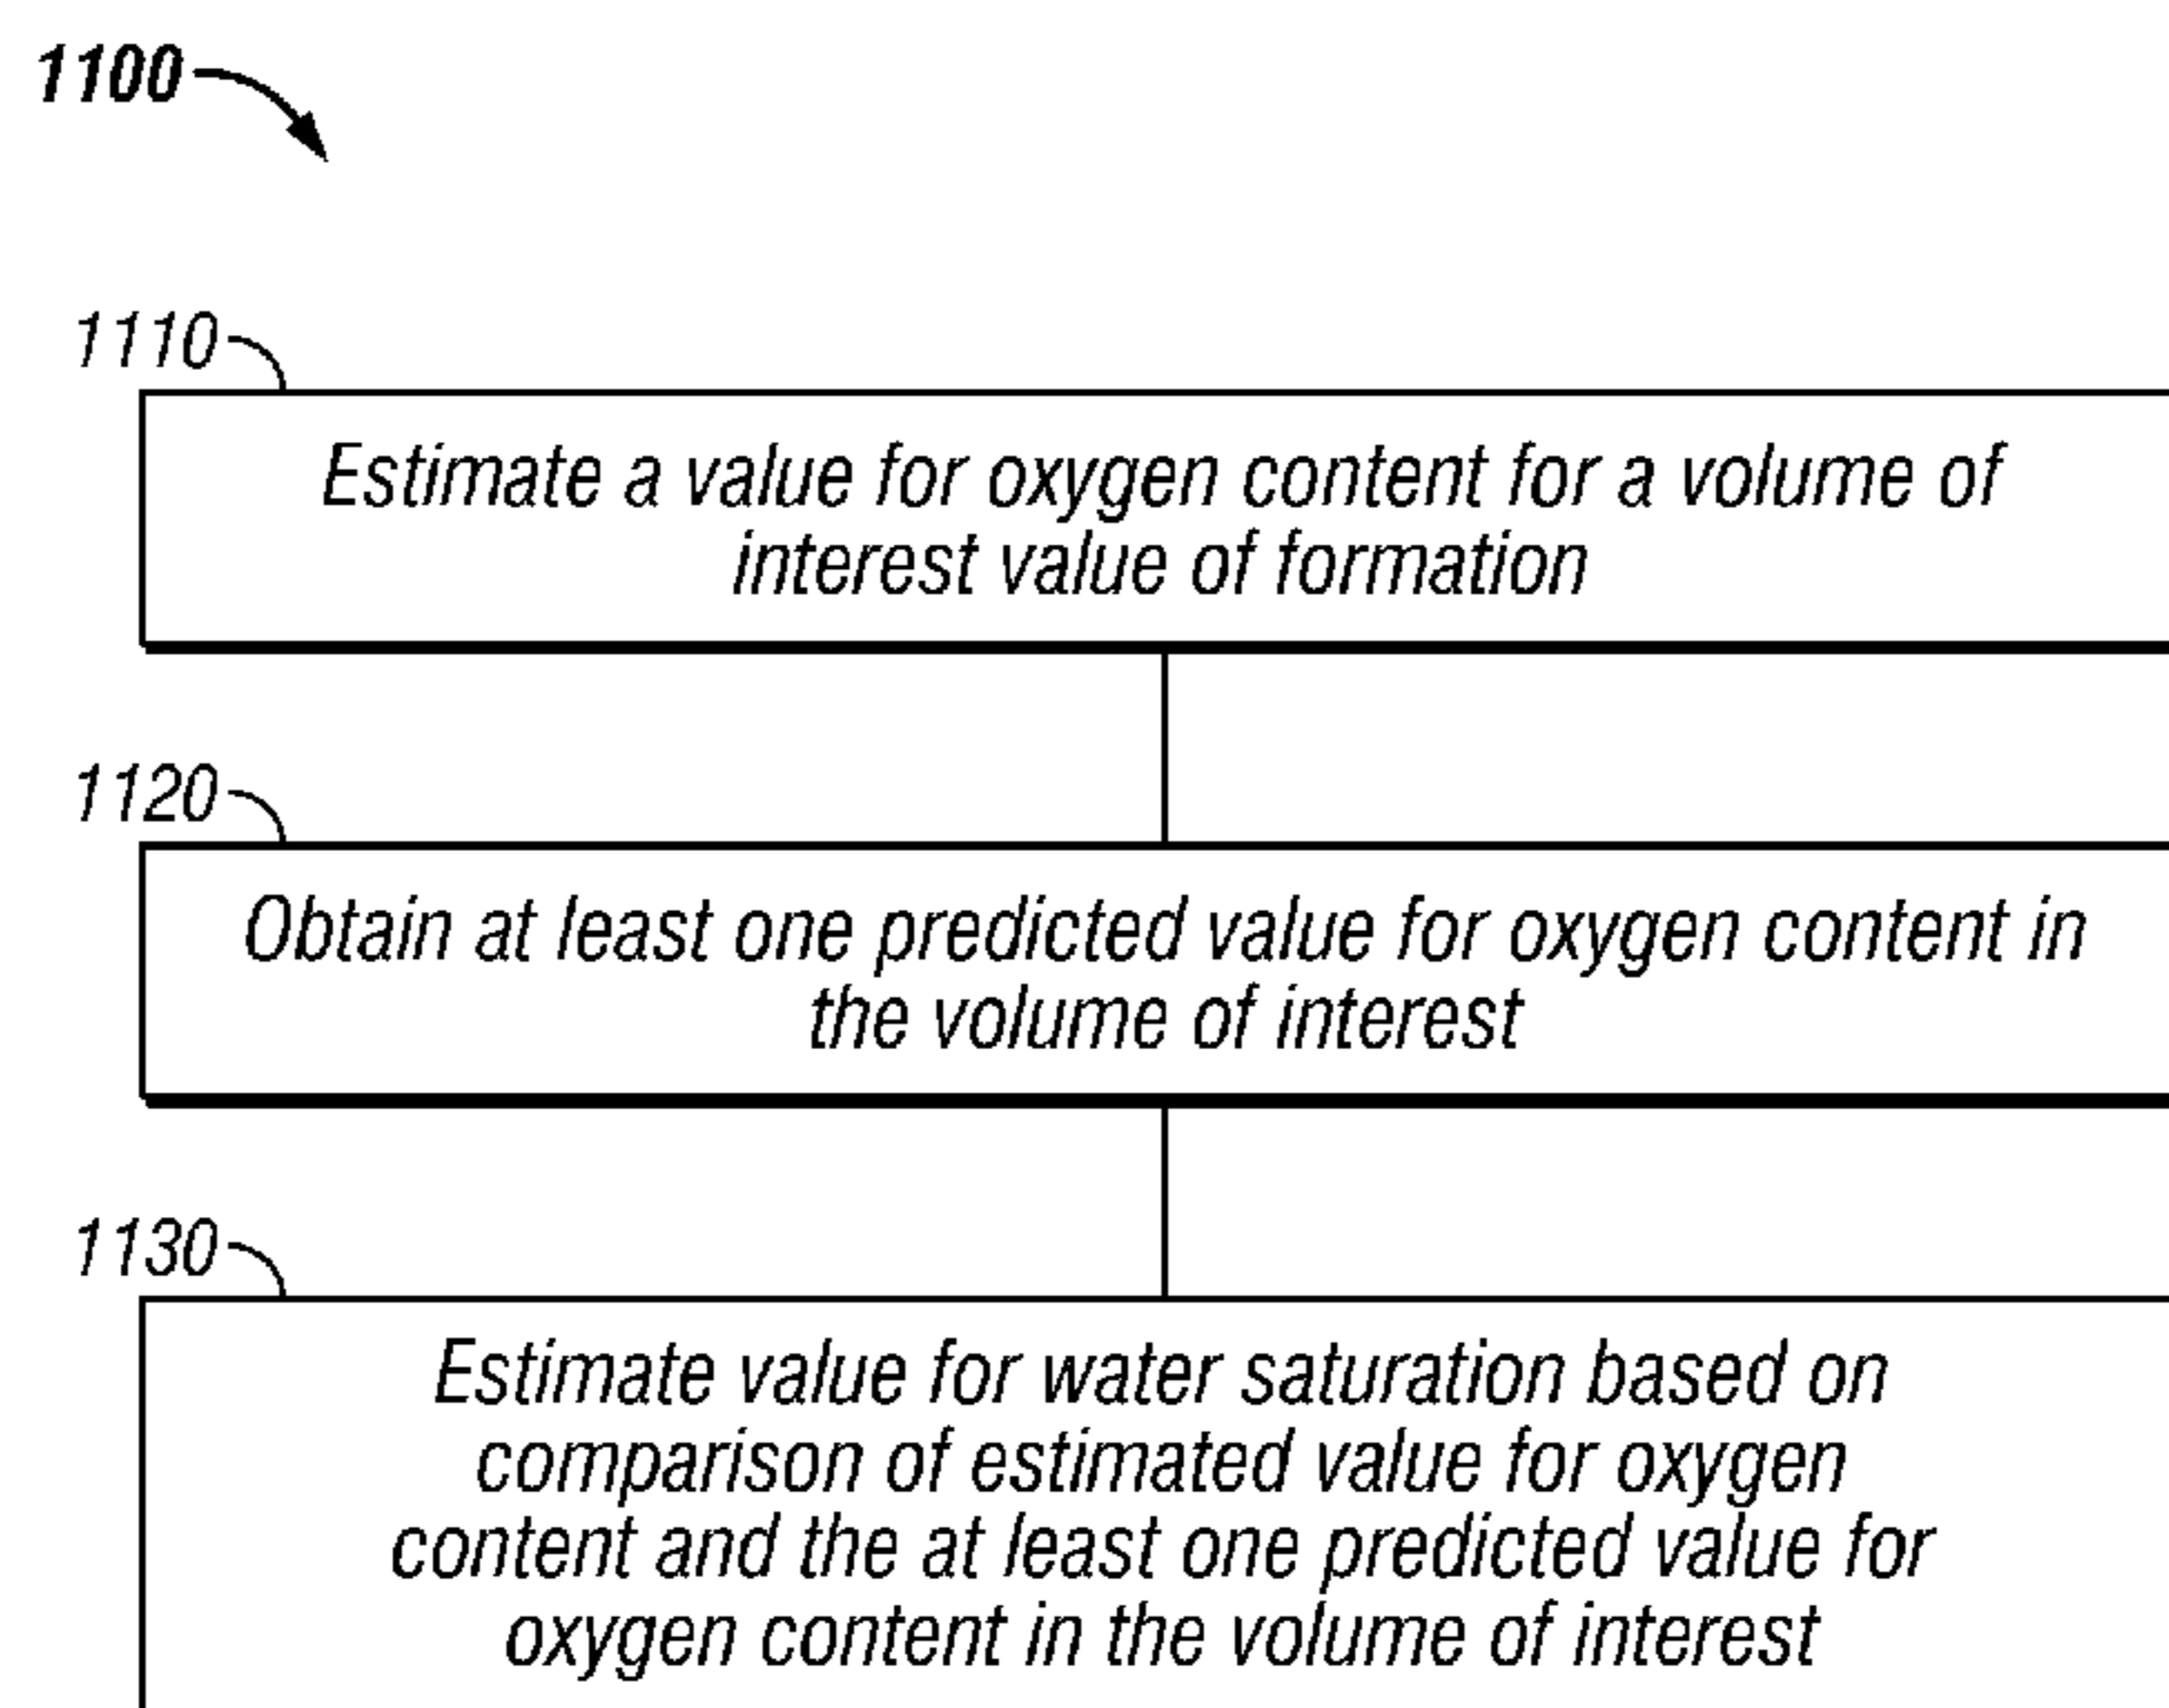 1100
1110
Estimate a value for oxygen content for a volume of
interest value of formation
1120
Obtain at least one predicted value for oxygen content in
the volume of interest
1130
Estimate value for water saturation based on
comparison of estimated value for oxygen
content and the at least one predicted value for
oxygen content in the volume of interest